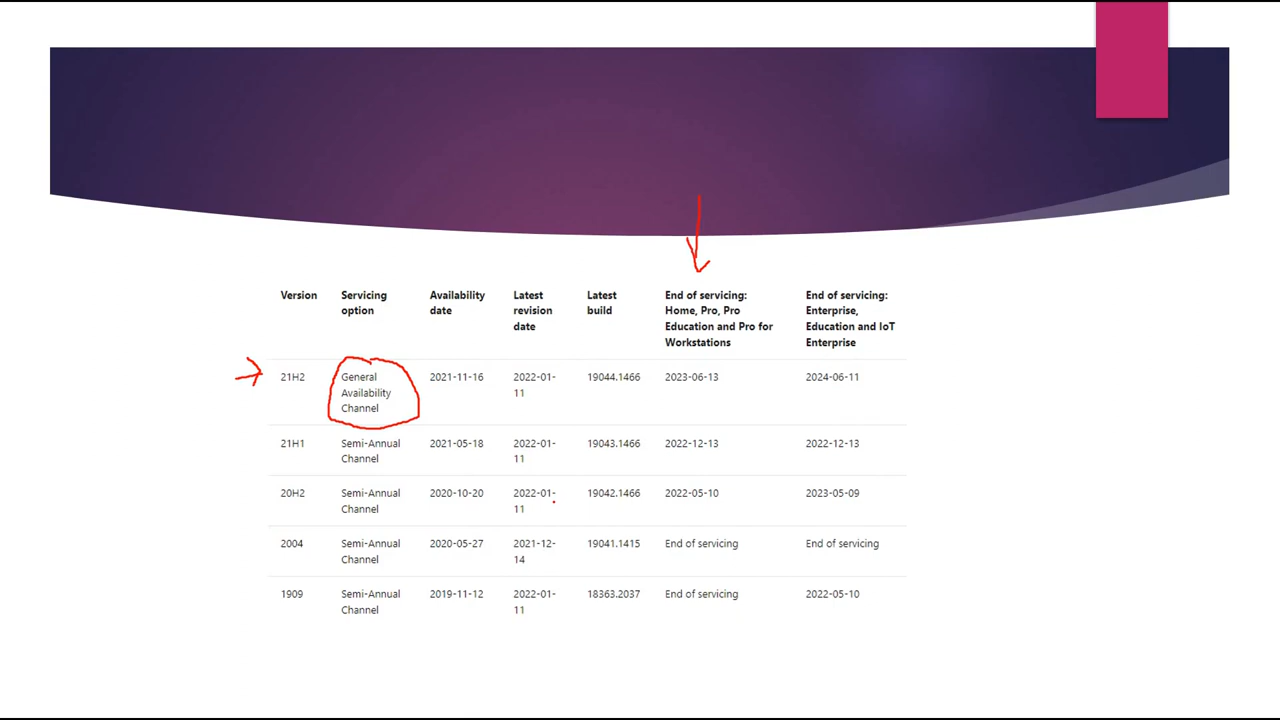 Version Servicing option Availability date Latest revision date Latest build End of servicing: Home, Pro, Pro Education and Pro for Workstations End of servicing: Enterprise, Education and IoT Enterprise
21H2 General Availability Channel 2021-11-16 2022-01-11 19044.1466 2023-06-13 2024-06-11
21H1 Semi-Annual Channel 2021-05-18 2022-01-11 19043.1466 2022-12-13 2022-12-13
20H2 Semi-Annual Channel 2020-10-20 2022-01-11 19042.1466 2022-05-10 2023-05-09
2004 Semi-Annual Channel 2020-05-27 2021-12-14 19041.1415 End of servicing End of servicing
1909 Semi-Annual Channel 2019-11-12 2022-01-11 18363.2037 End of servicing 2022-05-10